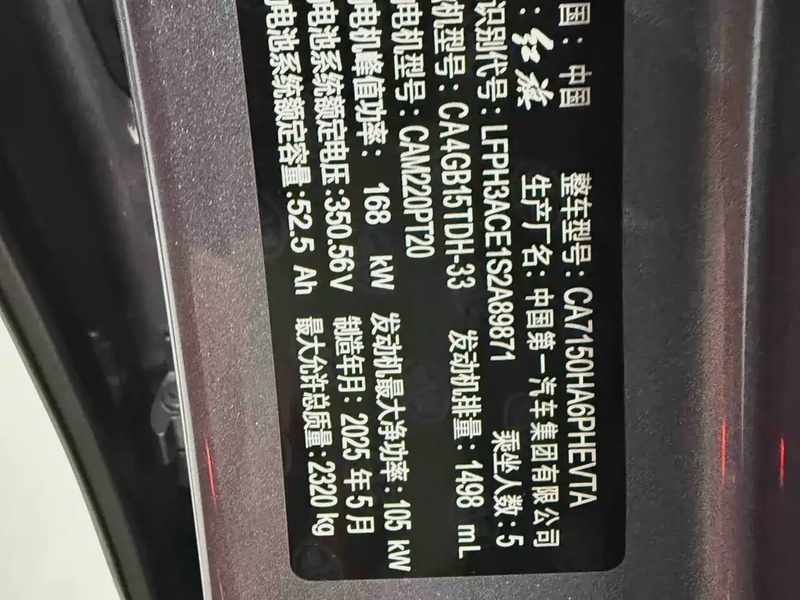 国：中国 整车型号：CA7150HA6PHEVTA
：红旗 生产厂名：中国第一汽车集团有限公司
识别代号：LFPH3ACE1S2A89871 乘坐人数：5
机型号：CA4GB15TDH-33 发动机排量：1498 mL
电机型号：CAM220PT20 发动机最大净功率：105 kW
电机峰值功率：168 kW 制造年月：2025年5月
电池系统额定电压：350.56V 最大允许总质量：2320 kg
电池系统额定容量：52.5 Ah